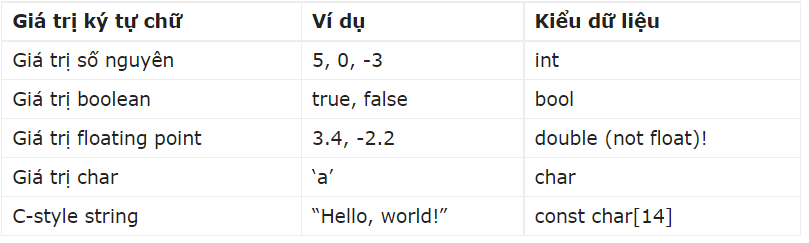 Giá trị ký tự chữ Ví dụ Kiểu dữ liệu
Giá trị số nguyên 5, 0, -3 int
Giá trị boolean true, false bool
Giá trị floating point 3.4, -2.2 double (not float)!
Giá trị char ‘a’ char
C-style string “Hello, world!” const char[14]